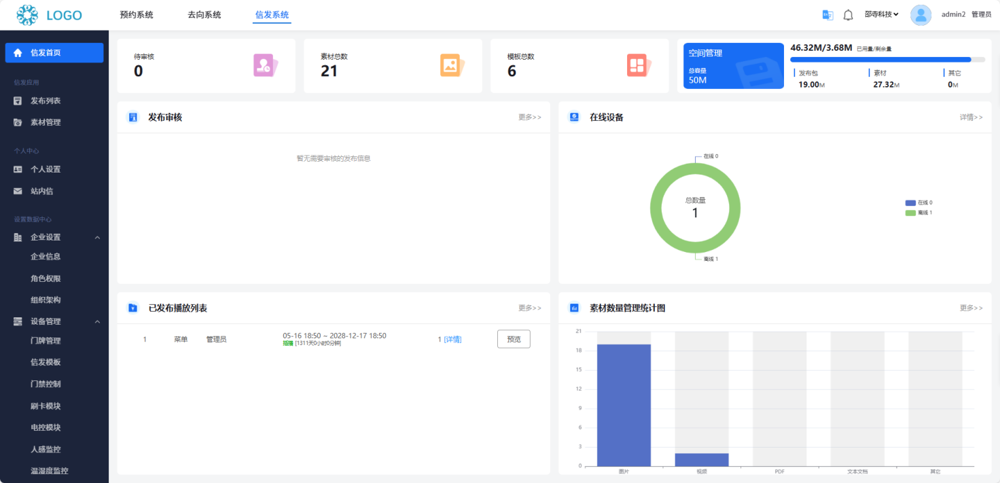 LOGO
预约系统
去向系统
信发系统
邵寺科技
admin2 管理员
信发首页
信发应用
发布列表
素材管理
个人中心
个人设置
站内信
设置数据中心
企业设置
企业信息
角色权限
组织架构
设备管理
门牌管理
信发模板
门禁控制
刷卡模块
电控模块
人感监控
温湿度监控
待审核
0
素材总数
21
模板总数
6
空间管理
总容量
50M
46.32M/3.68M 已用量/剩余量
发布包
19.00M
素材
27.32M
其它
0M
发布审核
更多>>
暂无需要审核的发布信息
在线设备
详情>>
在线 0
总数量
1
离线 1
在线 0
离线 1
已发布播放列表
更多>>
1 菜单 管理员 05-16 18:50 ~ 2028-12-17 18:50 1 [详情] 预览
插播 [1311天0小时0分钟]
素材数量管理统计图
更多>>
21
18
15
12
9
6
3
0
图片 视频 PDF 文本文档 其它